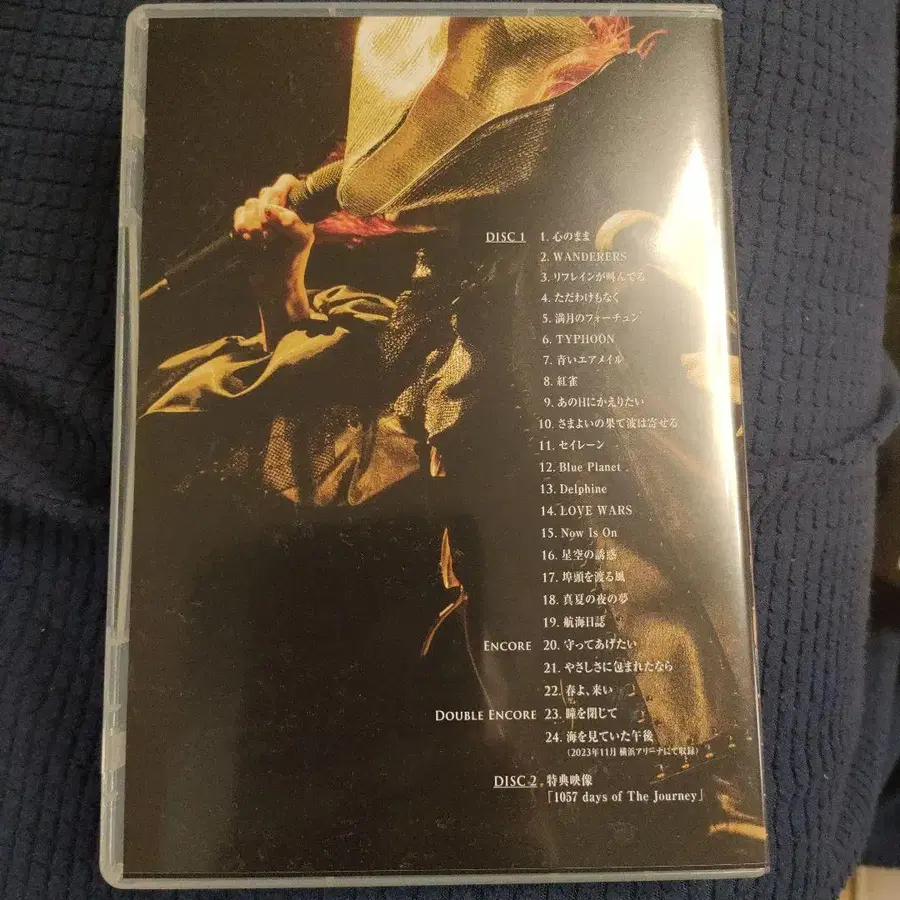 DISC 1 1. 心のまま
2. WANDERERS
3. リフレインが叫んでる
4. ただわけもなく
5. 満月のフォーチュン
6. TYPHOON
7. 青いエアメイル
8. 紅雀
9. あの日にかえりたい
10. さまよいの果て波は寄せる
11. セイレーン
12. Blue Planet
13. Delphine
14. LOVE WARS
15. Now Is On
16. 星空の誘惑
17. 埠頭を渡る風
18. 真夏の夜の夢
19. 航海日誌
ENCORE 20. 守ってあげたい
21. やさしさに包まれたなら
22. 春よ、来い
DOUBLE ENCORE 23. 瞳を閉じて
24. 海を見ていた午後
(2023年11月 横浜アリーナにて収録)
DISC 2 特典映像
「1057 days of The Journey」